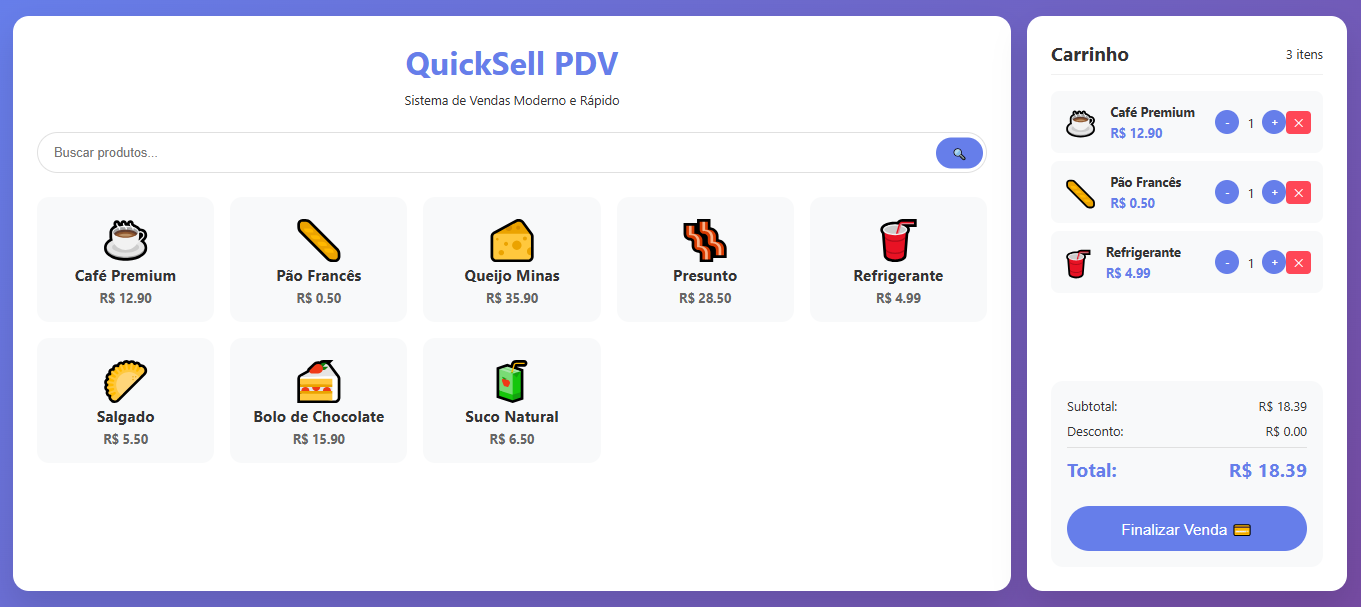 QuickSell PDV
Sistema de Vendas Moderno e Rápido
Buscar produtos...
Café Premium
R$ 12.90
Pão Francês
R$ 0.50
Queijo Minas
R$ 35.90
Presunto
R$ 28.50
Refrigerante
R$ 4.99
Salgado
R$ 5.50
Bolo de Chocolate
R$ 15.90
Suco Natural
R$ 6.50
Carrinho 3 itens
Café Premium
R$ 12.90
- 1 + ×
Pão Francês
R$ 0.50
- 1 + ×
Refrigerante
R$ 4.99
- 1 + ×
Subtotal: R$ 18.39
Desconto: R$ 0.00
Total: R$ 18.39
Finalizar Venda 💳